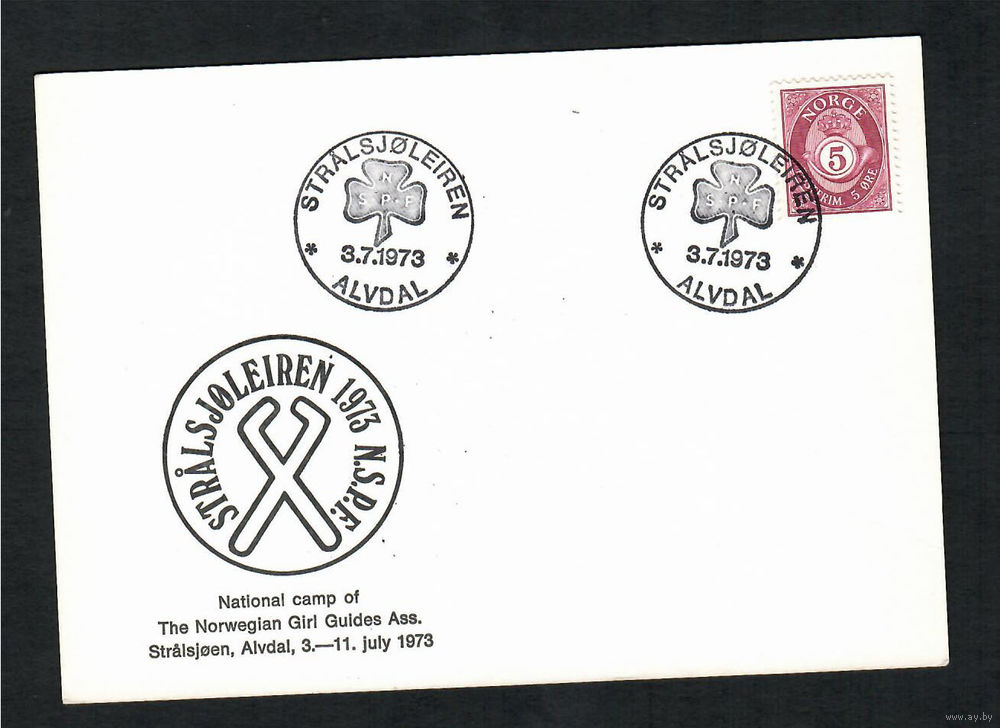 STRÅLSJØLEIREN
N
S P·F
* 3.7.1973 *
ALVDAL
STRÅLSJØLEIREN
N
S P·F
* 3.7.1973 *
ALVDAL
NORGE
5
FRIM. 5 ØRE
STRÅLSJØLEIREN 1973 N.S.P.F.
National camp of
The Norwegian Girl Guides Ass.
Strålsjøen, Alvdal, 3.—11. july 1973
www.ay.by